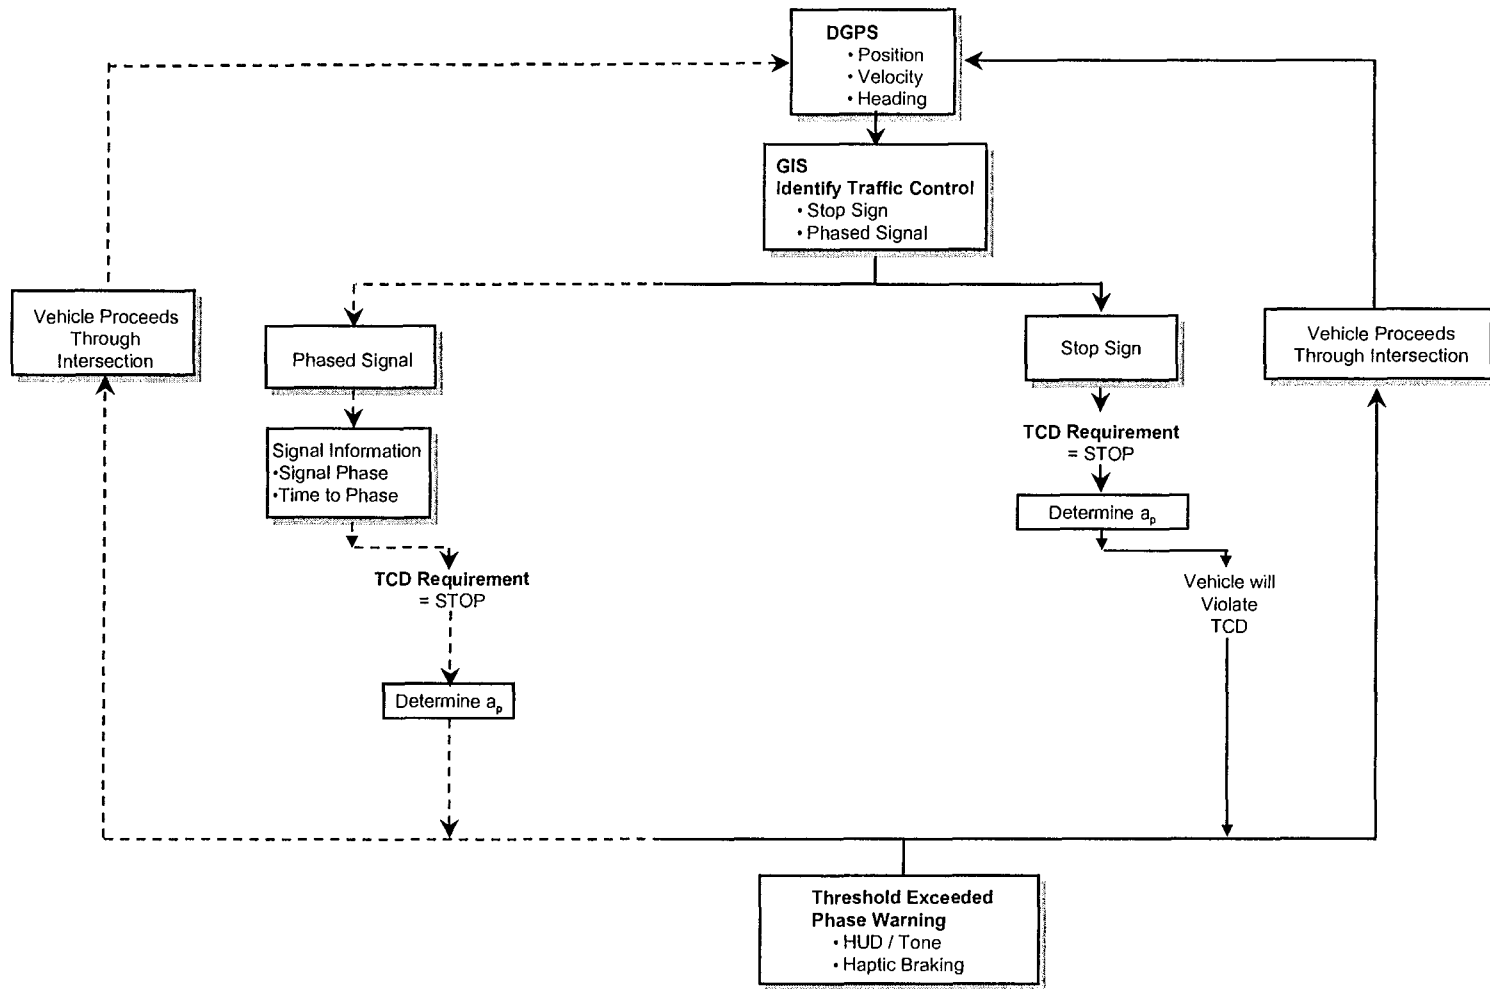 DGPS
• Position
• Velocity
• Heading
GIS
Identify Traffic Control
• Stop Sign
• Phased Signal
Vehicle Proceeds
Through
Intersection
Phased Signal
Stop Sign
Vehicle Proceeds
Through Intersection
Signal Information
•Signal Phase
•Time to Phase
TCD Requirement
= STOP
Determine ap
TCD Requirement
= STOP
Determine ap
Vehicle will
Violate
TCD
Threshold Exceeded
Phase Warning
• HUD / Tone
• Haptic Braking